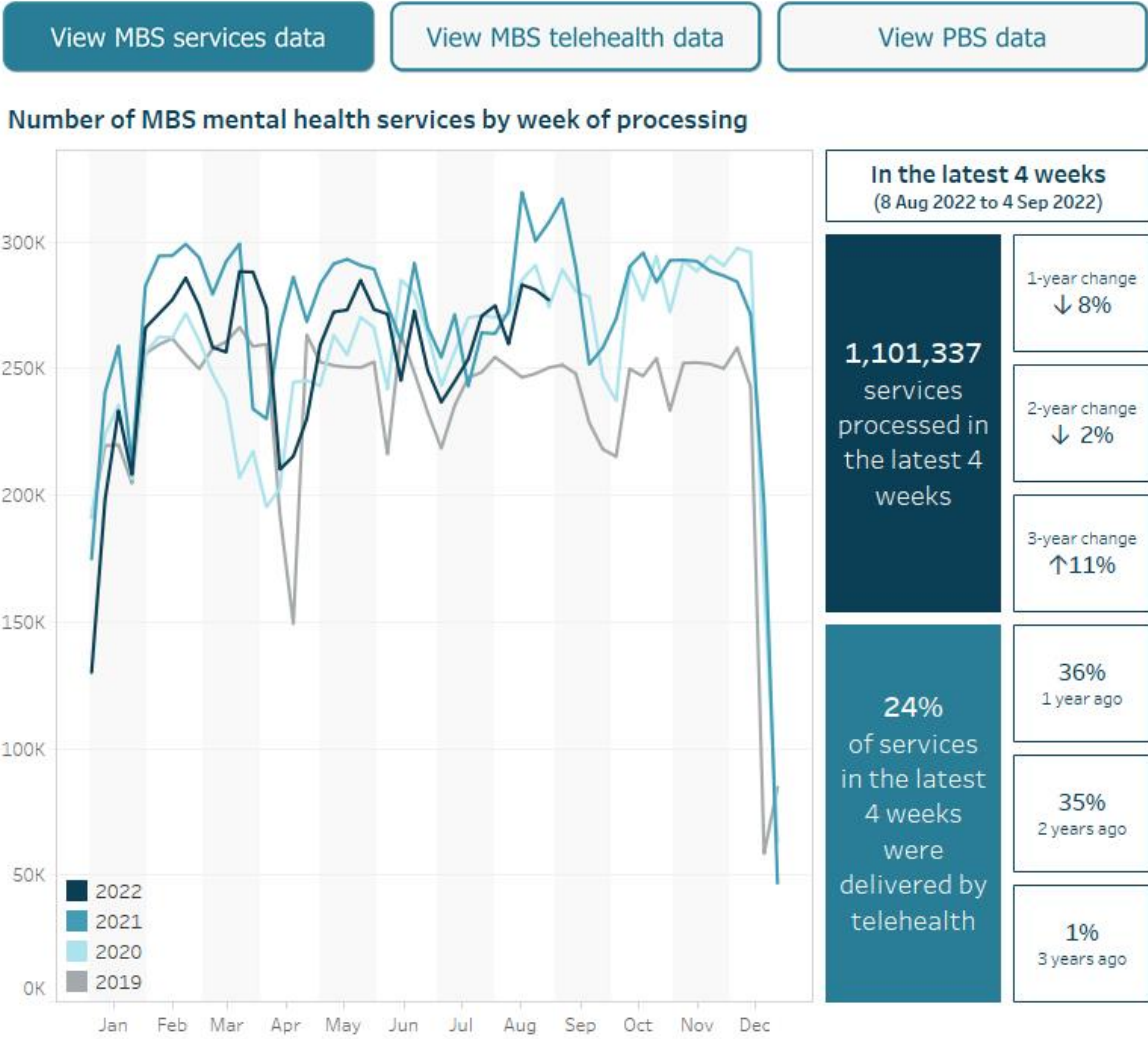 View MBS services data
View MBS telehealth data
View PBS data
Number of MBS mental health services by week of processing
300K
250K
200K
150K
100K
50K
0K
2022
2021
2020
2019
Jan
Feb
Mar
Apr
May
Jun
Jul
Aug
Sep
Oct
Nov
Dec
In the latest 4 weeks
(8 Aug 2022 to 4 Sep 2022)
1,101,337
services
processed in
the latest 4
weeks
1-year change
↓ 8%
2-year change
↓ 2%
3-year change
↑11%
24%
of services
in the latest
4 weeks
were
delivered by
telehealth
36%
1 year ago
35%
2 years ago
1%
3 years ago